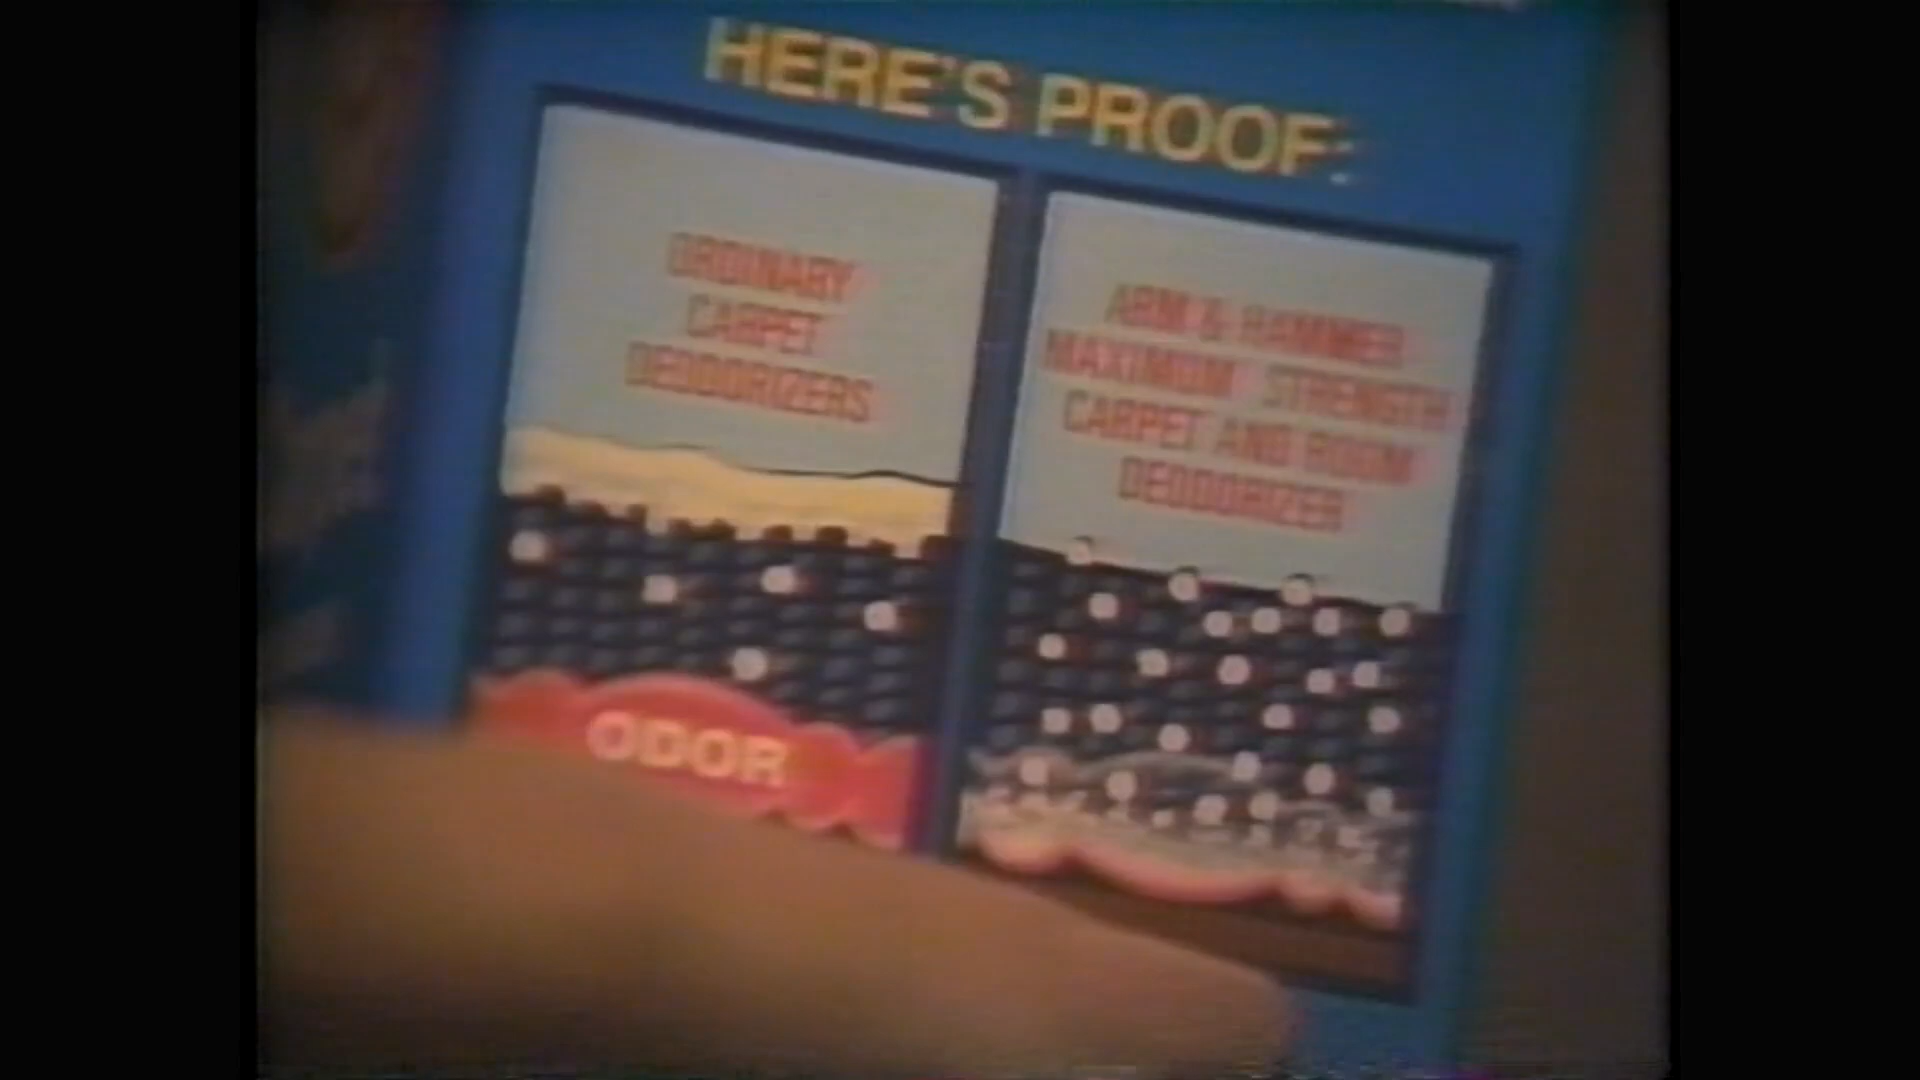 HERE'S PROOF:
ORDINARY
CARPET
DEODORIZERS
ARM & HAMMER
MAXIMUM STRENGTH
CARPET AND ROOM
DEODORIZER
ODOR